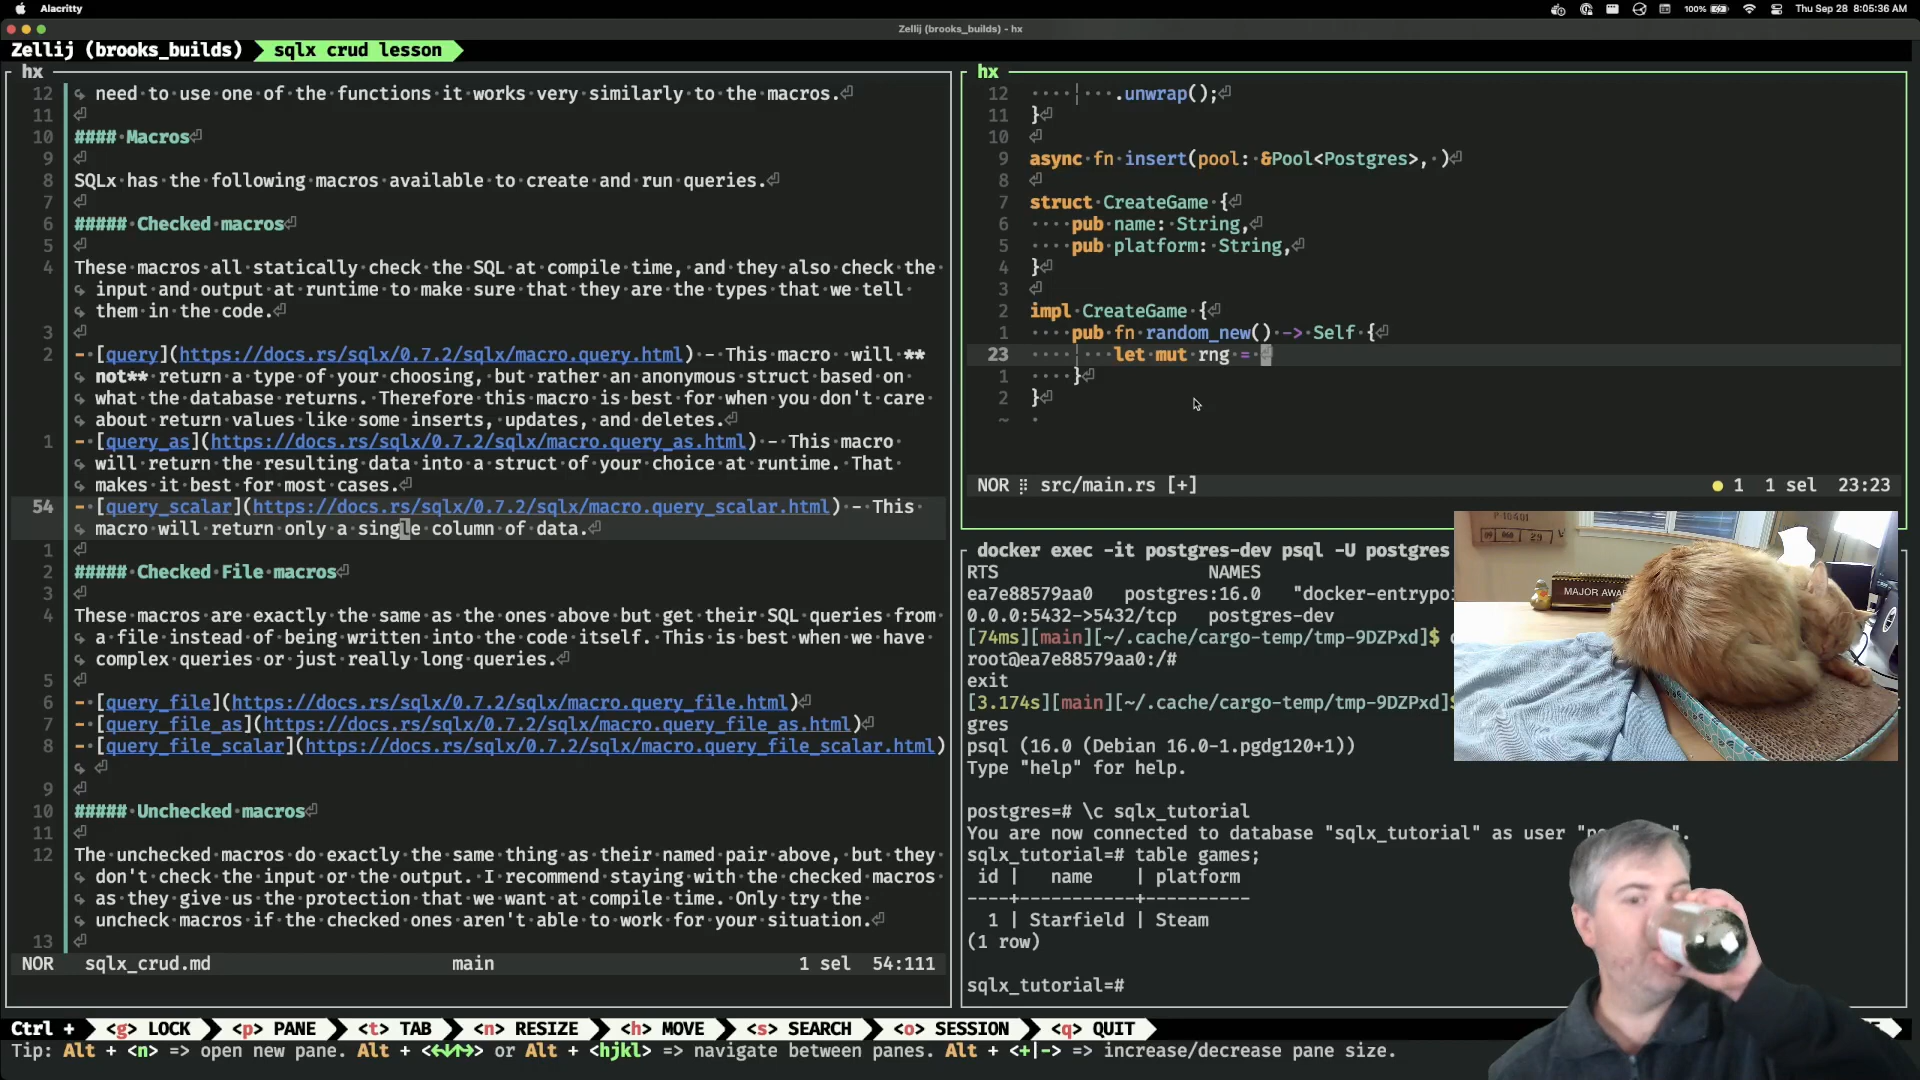 Alacritty
100%
Thu Sep 28 8:05:36 AM
Zellij (brooks_builds) - hx
Zellij (brooks_builds) sqlx crud lesson
hx
12 need to use one of the functions it works very similarly to the macros.
11
10 #### Macros
9
8 SQLx has the following macros available to create and run queries.
7
6 ##### Checked macros
5
4 These macros all statically check the SQL at compile time, and they also check the
input and output at runtime to make sure that they are the types that we tell
them in the code.
3
2 - [query](https://docs.rs/sqlx/0.7.2/sqlx/macro.query.html) - This macro  will **
not** return a type of your choosing, but rather an anonymous struct based on
what the database returns. Therefore this macro is best for when you don't care
about return values like some inserts, updates, and deletes.
1 - [query_as](https://docs.rs/sqlx/0.7.2/sqlx/macro.query_as.html) - This macro
will return the resulting data into a struct of your choice at runtime. That
makes it best for most cases.
54 - [query_scalar](https://docs.rs/sqlx/0.7.2/sqlx/macro.query_scalar.html) - This
macro will return only a single column of data.
1
2 ##### Checked File macros
3
4 These macros are exactly the same as the ones above but get their SQL queries from
a file instead of being written into the code itself. This is best when we have
complex queries or just really long queries.
5
6 - [query_file](https://docs.rs/sqlx/0.7.2/sqlx/macro.query_file.html)
7 - [query_file_as](https://docs.rs/sqlx/0.7.2/sqlx/macro.query_file_as.html)
8 - [query_file_scalar](https://docs.rs/sqlx/0.7.2/sqlx/macro.query_file_scalar.html)
9
10 ##### Unchecked macros
11
12 The unchecked macros do exactly the same thing as their named pair above, but they
don't check the input or the output. I recommend staying with the checked macros
as they give us the protection that we want at compile time. Only try the
uncheck macros if the checked ones aren't able to work for your situation.
13
NOR sqlx_crud.md main 1 sel 54:111
hx
12 .unwrap();
11 }
10
9 async fn insert(pool: &Pool<Postgres>, )
8
7 struct CreateGame {
6 pub name: String,
5 pub platform: String,
4 }
3
2 impl CreateGame {
1 pub fn random_new() -> Self {
23 let mut rng =
1 }
2 }
~
NOR src/main.rs [+] 1 1 sel 23:23
docker exec -it postgres-dev psql -U postgres
RTS NAMES
ea7e88579aa0 postgres:16.0 "docker-entrypoi
0.0.0:5432->5432/tcp postgres-dev
[74ms][main][~/.cache/cargo-temp/tmp-9DZPxd]$
root@ea7e88579aa0:/#
exit
[3.174s][main][~/.cache/cargo-temp/tmp-9DZPxd]$
gres
psql (16.0 (Debian 16.0-1.pgdg120+1))
Type "help" for help.
postgres=# \c sqlx_tutorial
You are now connected to database "sqlx_tutorial" as user "
sqlx_tutorial=# table games;
id | name | platform
----+-----------+----------
1 | Starfield | Steam
(1 row)
sqlx_tutorial=#
MAJOR AWA
Ctrl + <g> LOCK <p> PANE <t> TAB <n> RESIZE <h> MOVE <s> SEARCH <o> SESSION <q> QUIT
Tip: Alt + <n> => open new pane. Alt + <←↓↑→> or Alt + <hjkl> => navigate between panes. Alt + <+|-> => increase/decrease pane size.